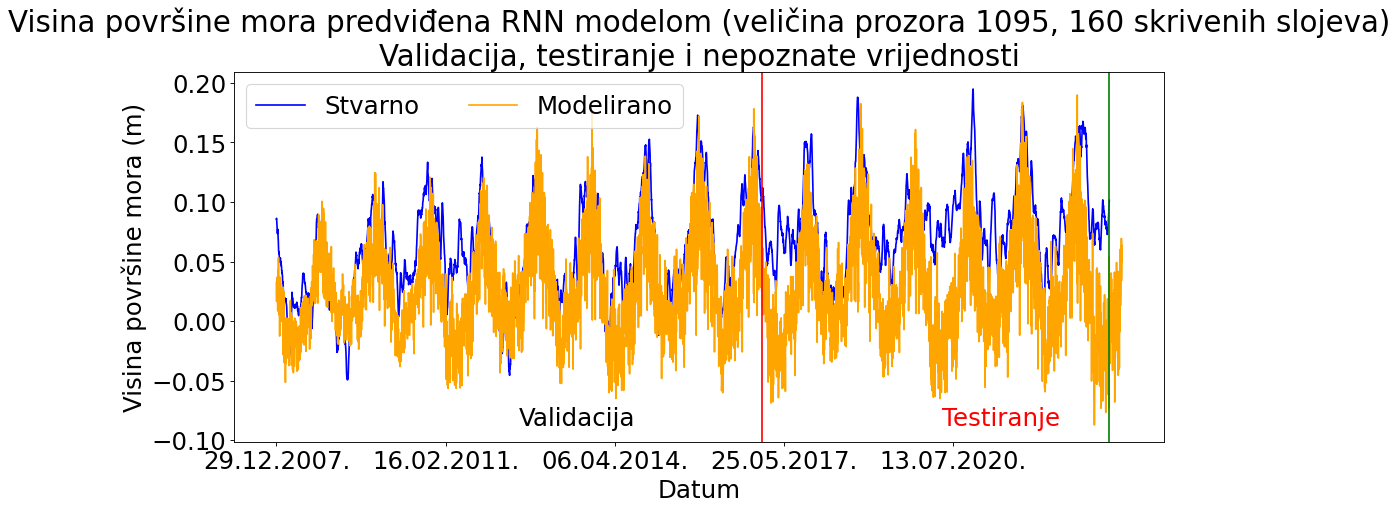 Visina površine mora predviđena RNN modelom (veličina prozora 1095, 160 skrivenih slojeva)
Validacija, testiranje i nepoznate vrijednosti
Stvarno
Modelirano
Visina površine mora (m)
0.20
0.15
0.10
0.05
0.00
−0.05
−0.10
Validacija
Testiranje
29.12.2007.
16.02.2011.
06.04.2014.
25.05.2017.
13.07.2020.
Datum